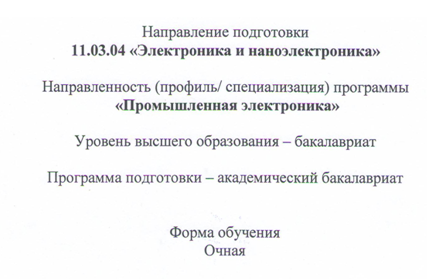 Направление подготовки
11.03.04 «Электроника и наноэлектроника»
Направленность (профиль/ специализация) программы
«Промышленная электроника»
Уровень высшего образования – бакалавриат
Программа подготовки – академический бакалавриат
Форма обучения
Очная